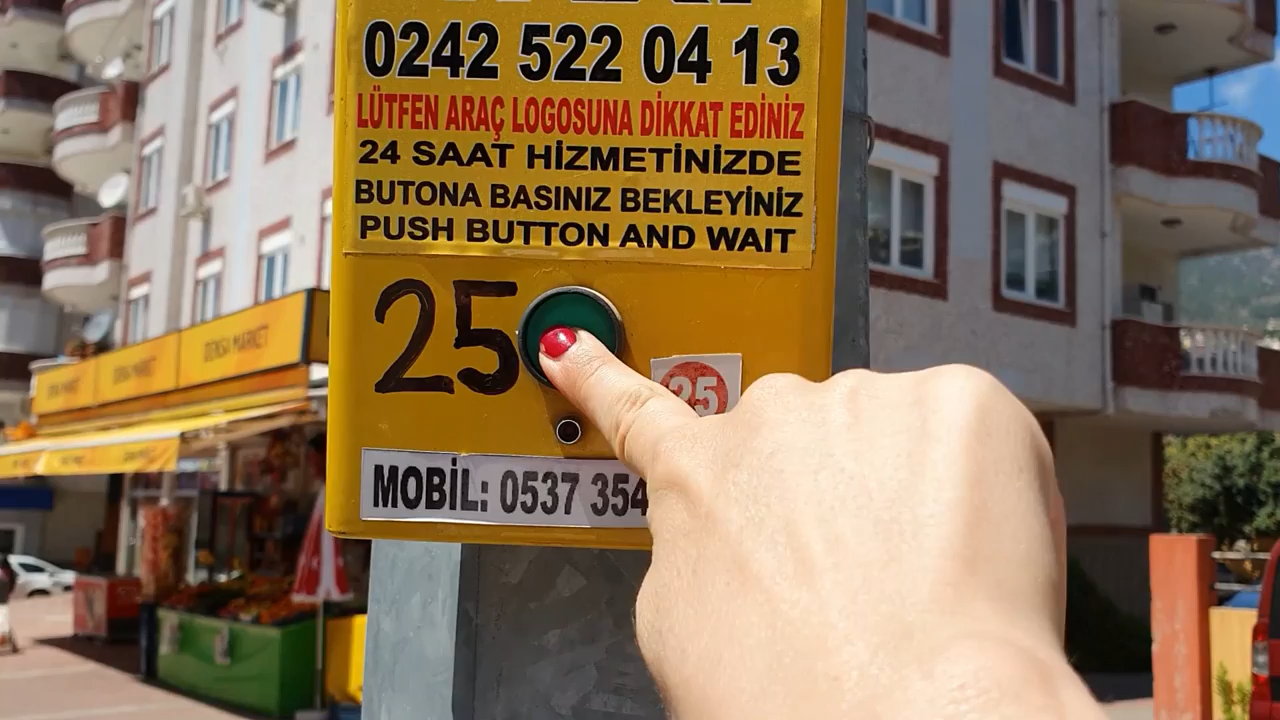 0242 522 04 13
LÜTFEN ARAÇ LOGOSUNA DİKKAT EDİNİZ
24 SAAT HİZMETİNİZDE
BUTONA BASINIZ BEKLEYİNİZ
PUSH BUTTON AND WAIT
25
25
MOBİL: 0537 354
MARKET